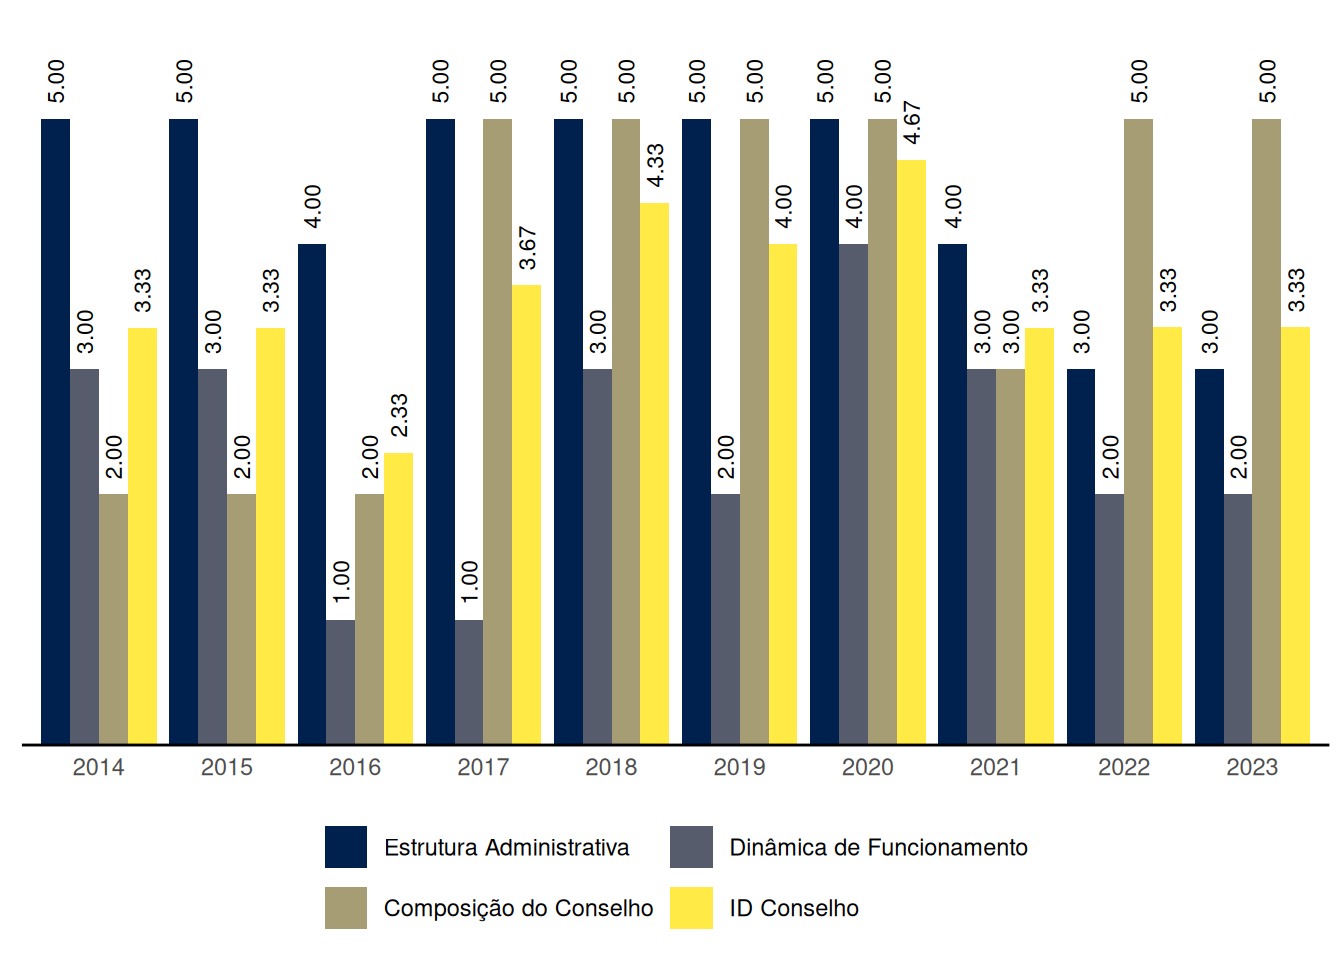 5.00 3.00 2.00 3.33 5.00 3.00 2.00 3.33 4.00 1.00 2.00 2.33 5.00 1.00 5.00 3.67 5.00 3.00 5.00 4.33 5.00 2.00 5.00 4.00 5.00 4.00 5.00 4.67 4.00 3.00 3.00 3.33 3.00 2.00 5.00 3.33 3.00 2.00 5.00 3.33
2014 2015 2016 2017 2018 2019 2020 2021 2022 2023
Estrutura Administrativa Dinâmica de Funcionamento
Composição do Conselho ID Conselho